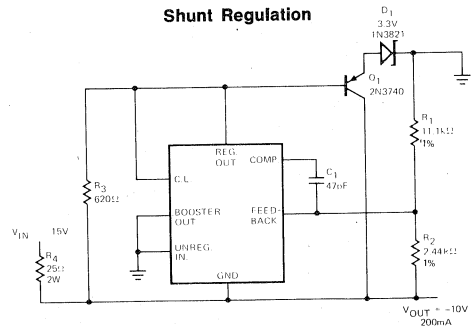 Shunt Regulation
D1
3.3V
1N3821
Q1
2N3740
R1
11.1kΩ
1%
REG.
OUT
COMP
C1
47pF
C.L
R3
620Ω
BOOSTER
OUT
FEED-
BACK
VIN 15V
R4
25Ω
2W
UNREG.
IN.
R2
2.44kΩ
1%
GND
VOUT = -10V
200mA